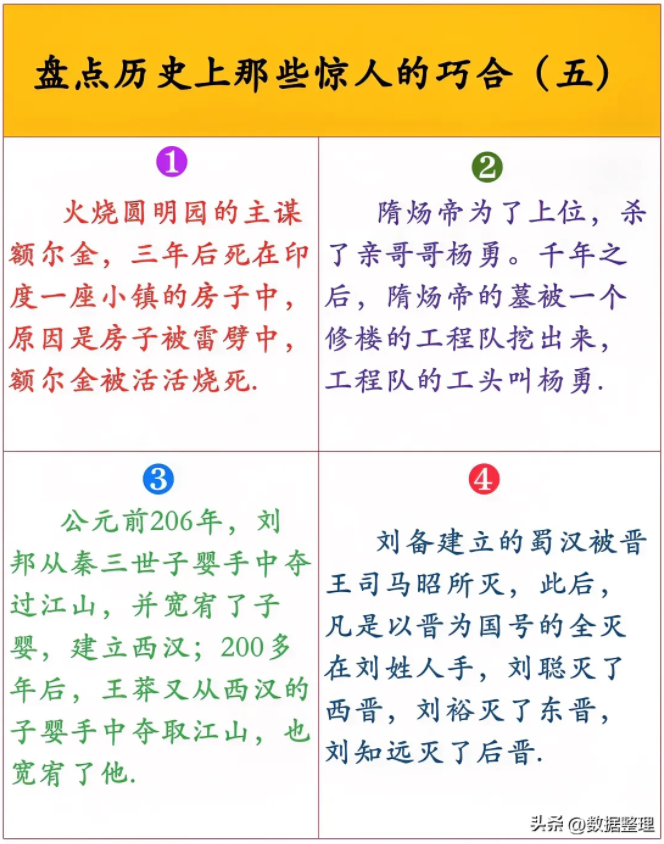 盘点历史上那些惊人的巧合（五）
❶
火烧圆明园的主谋
额尔金，三年后死在印
度一座小镇的房子中，
原因是房子被雷劈中，
额尔金被活活烧死.
❷
隋炀帝为了上位，杀
了亲哥哥杨勇。千年之
后，隋炀帝的墓被一个
修楼的工程队挖出来，
工程队的工头叫杨勇.
❸
公元前206年，刘
邦从秦三世子婴手中夺
过江山，并宽宥了子
婴，建立西汉；200多
年后，王莽又从西汉的
子婴手中夺取江山，也
宽宥了他.
❹
刘备建立的蜀汉被晋
王司马昭所灭，此后，
凡是以晋为国号的全灭
在刘姓人手，刘聪灭了
西晋，刘裕灭了东晋，
刘知远灭了后晋.
头条 @数据整理